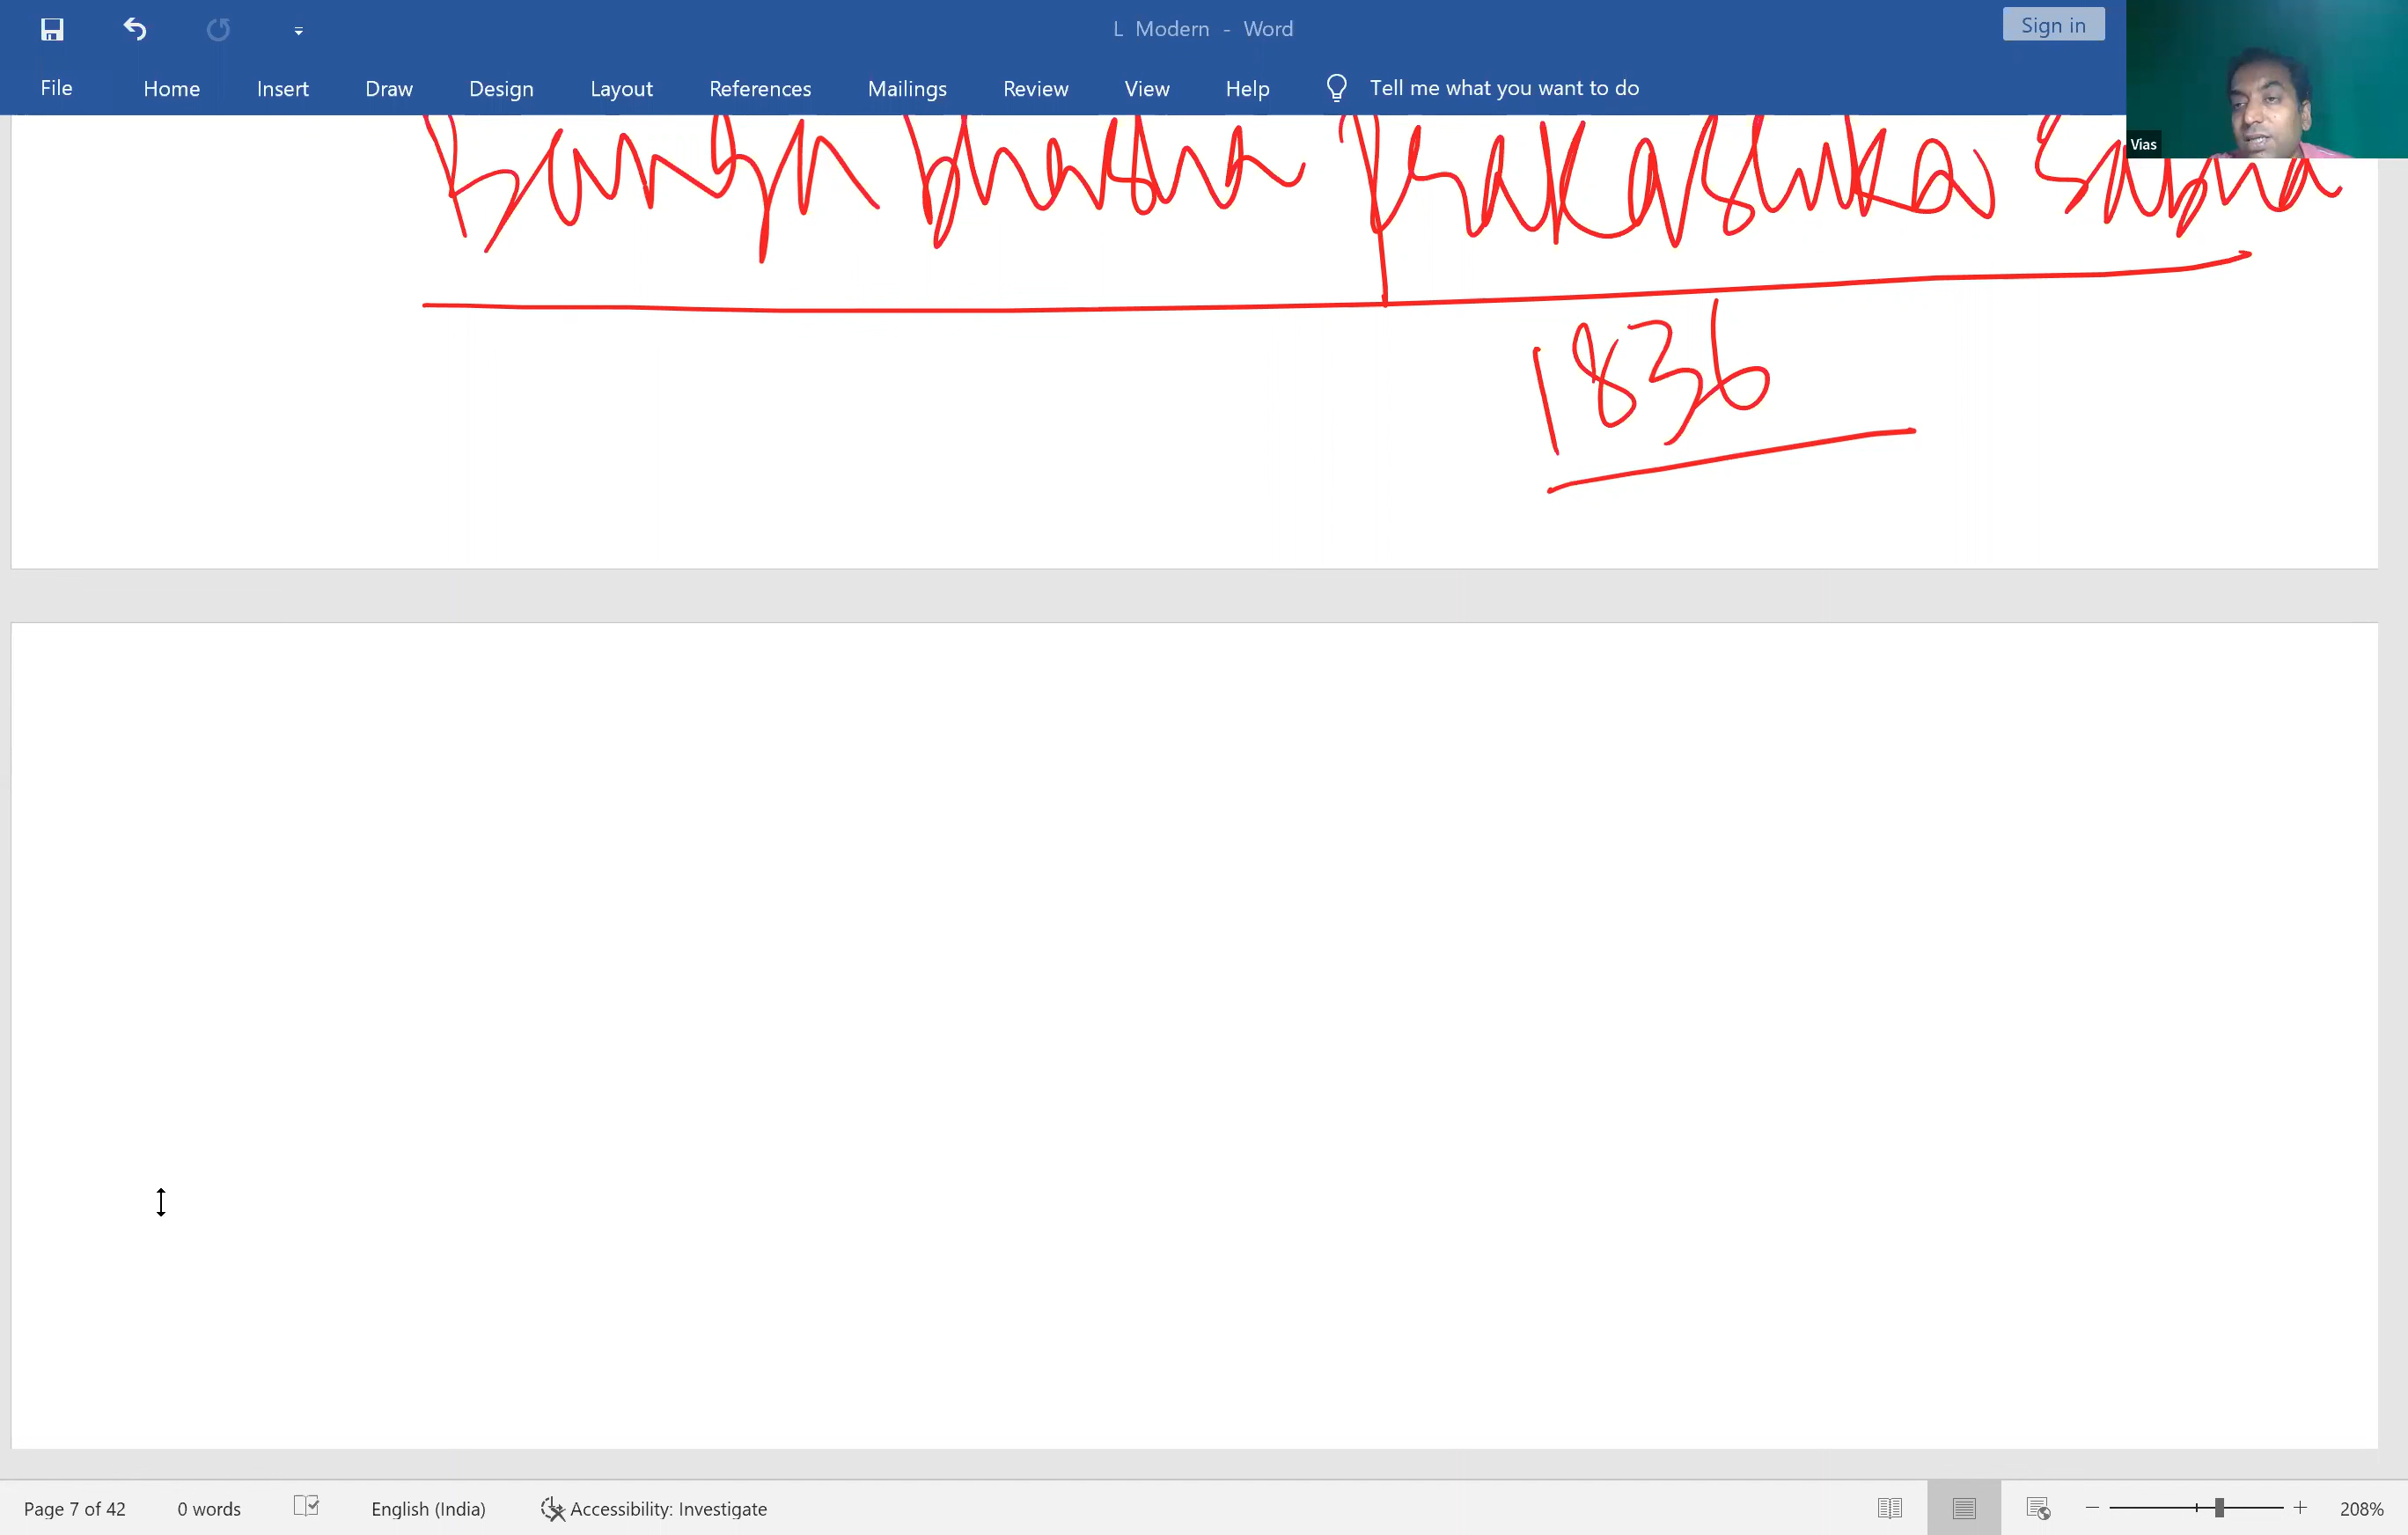 L Modern - Word
Sign in
File Home Insert Draw Design Layout References Mailings Review View Help Tell me what you want to do
Vias
Banga bhasha prakashika Sabha
1836
Page 7 of 42 0 words English (India) Accessibility: Investigate 208%